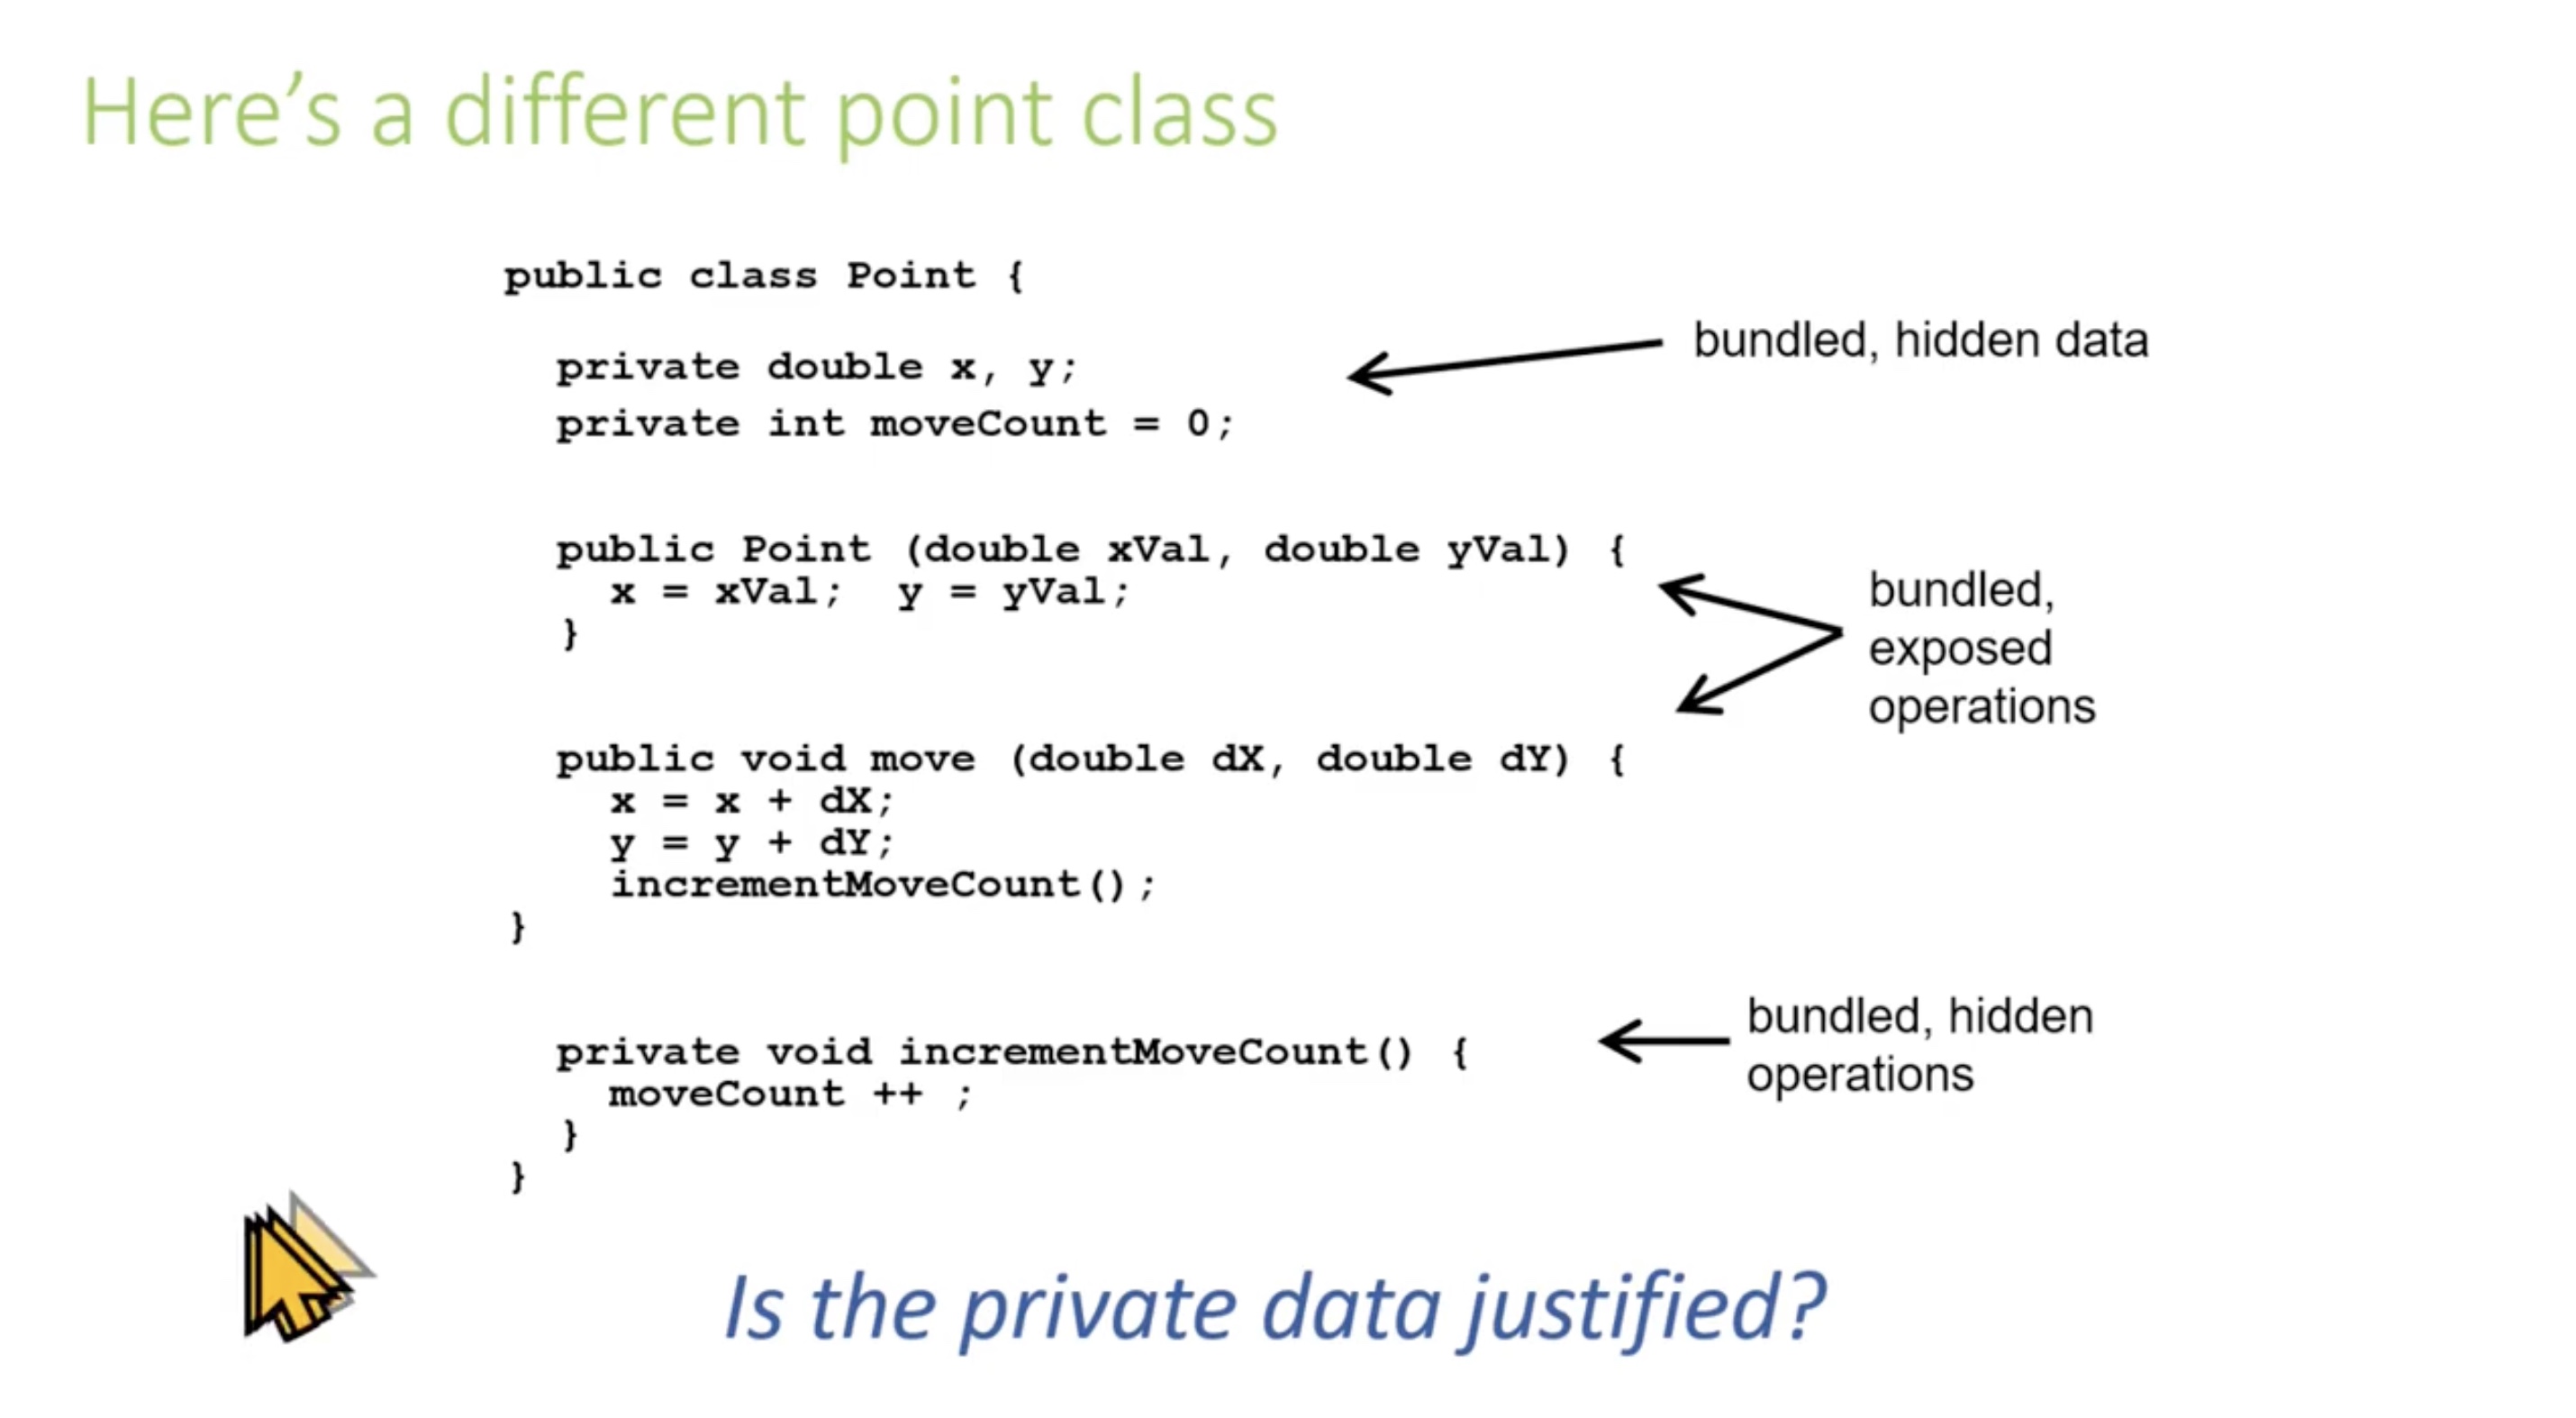 Here’s a different point class
public class Point {
private double x, y;
private int moveCount = 0;
bundled, hidden data
public Point (double xVal, double yVal) {
x = xVal; y = yVal;
}
bundled,
exposed
operations
public void move (double dX, double dY) {
x = x + dX;
y = y + dY;
incrementMoveCount();
}
private void incrementMoveCount() {
moveCount ++ ;
}
}
bundled, hidden
operations
Is the private data justified?